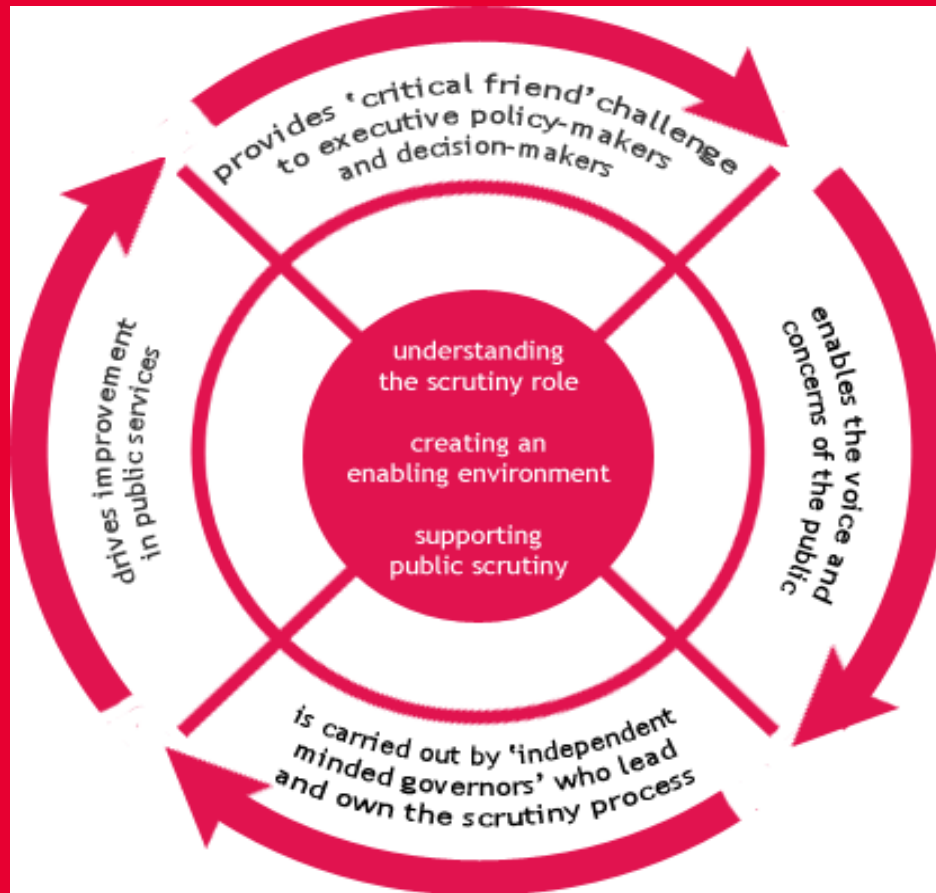 provides ‘critical friend’ challenge
to executive policy-makers
and decision-makers
enables the voice and
concerns of the public
is carried out by ‘independent
minded governors’ who lead
and own the scrutiny process
drives improvement
in public services
understanding
the scrutiny role
creating an
enabling environment
supporting
public scrutiny